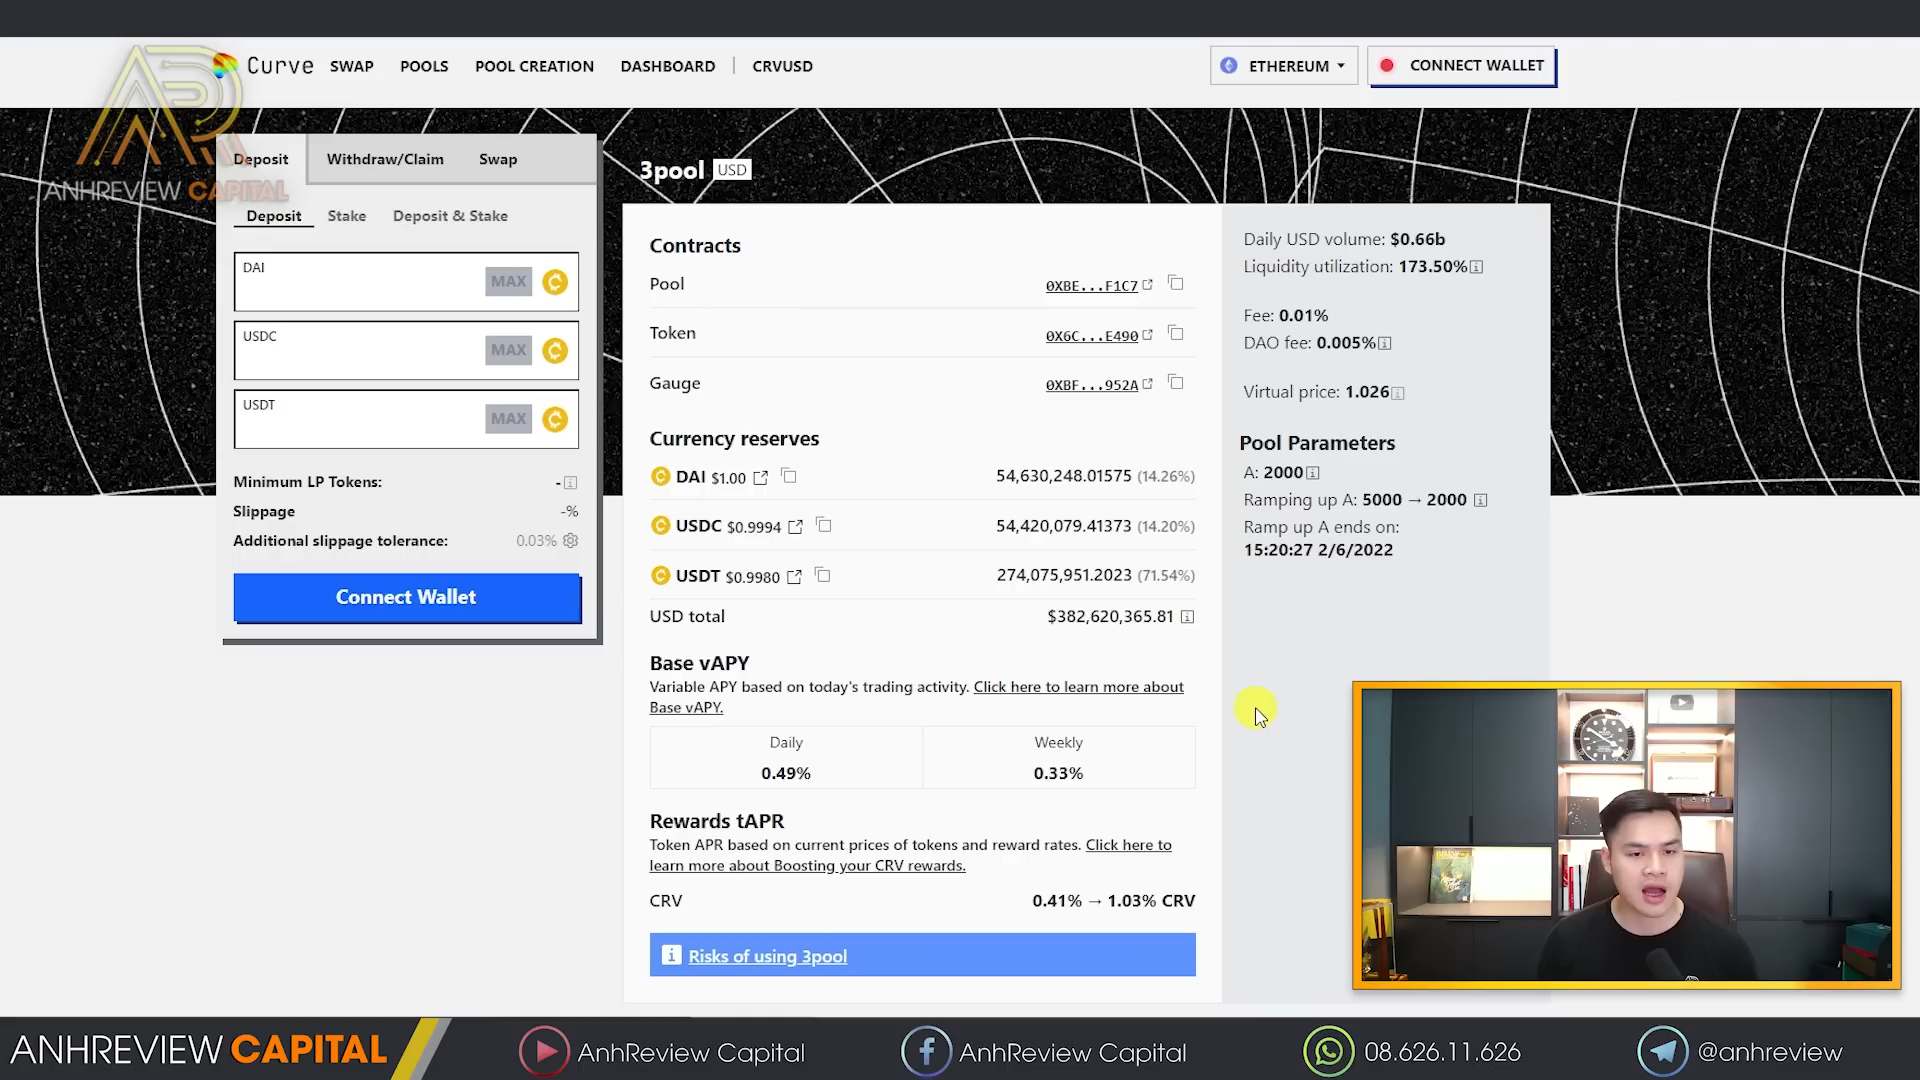 Curve SWAP POOLS POOL CREATION DASHBOARD CRVUSD
ETHEREUM CONNECT WALLET
ANHREVIEW CAPITAL
Deposit Withdraw/Claim Swap
Deposit Stake Deposit & Stake
DAI
MAX
USDC
MAX
USDT
MAX
Minimum LP Tokens: -
Slippage -%
Additional slippage tolerance: 0.03%
Connect Wallet
3pool USD
Contracts
Pool 0XBE...F1C7
Token 0X6C...E490
Gauge 0XBF...952A
Currency reserves
DAI $1.00 54,630,248.01575 (14.26%)
USDC $0.9994 54,420,079.41373 (14.20%)
USDT $0.9980 274,075,951.2023 (71.54%)
USD total $382,620,365.81
Base vAPY
Variable APY based on today's trading activity. Click here to learn more about
Base vAPY.
Daily Weekly
0.49% 0.33%
Rewards tAPR
Token APR based on current prices of tokens and reward rates. Click here to
learn more about Boosting your CRV rewards.
CRV 0.41% → 1.03% CRV
Risks of using 3pool
Daily USD volume: $0.66b
Liquidity utilization: 173.50%
Fee: 0.01%
DAO fee: 0.005%
Virtual price: 1.026
Pool Parameters
A: 2000
Ramping up A: 5000 → 2000
Ramp up A ends on:
15:20:27 2/6/2022
ANHREVIEW CAPITAL AnhReview Capital AnhReview Capital 08.626.11.626 @anhreview